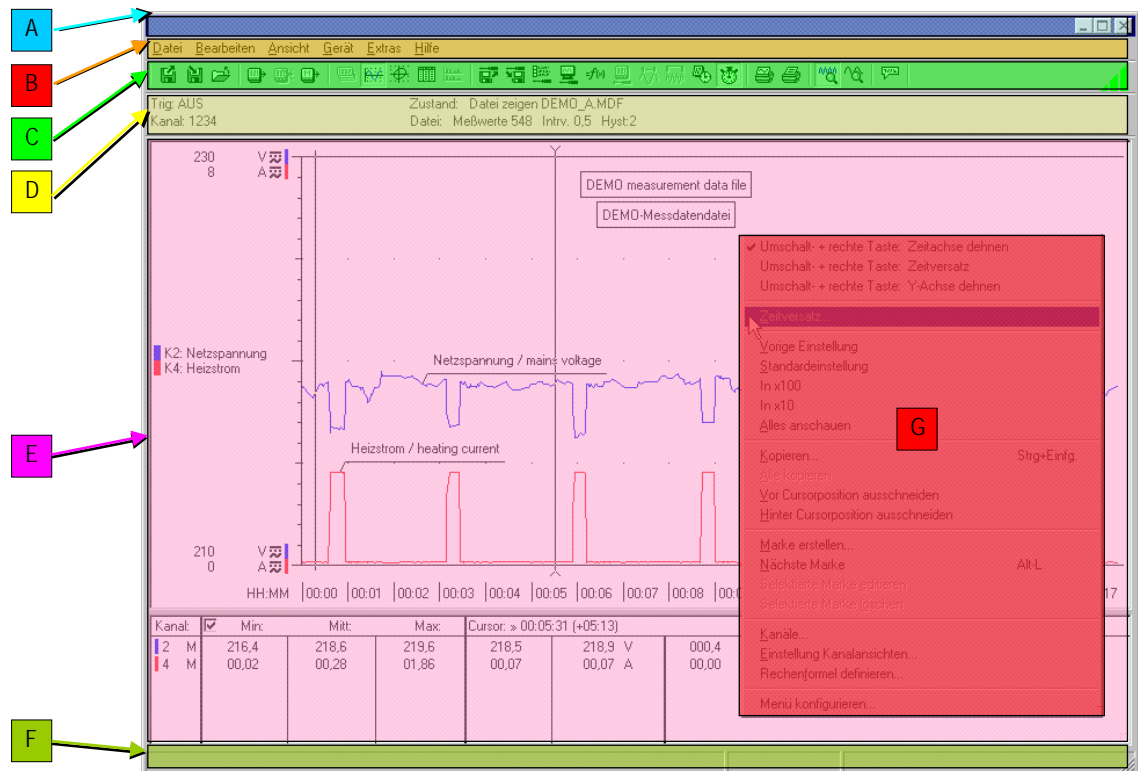 A
B
C
D
E
F
G
Datei Bearbeiten Ansicht Gerät Extras Hilfe
Trig: AUS Zustand: Datei zeigen DEMO_A.MDF
Kanal: 1234 Datei: Meßwerte 548 Intrv. 0,5 Hyst:2
230 V
8 A
DEMO measurement data file
DEMO-Messdatendatei
K2: Netzspannung
K4: Heizstrom
Netzspannung / mains voltage
Heizstrom / heating current
210 V
0 A
HH:MM 00:00 00:01 00:02 00:03 00:04 00:05 00:06 00:07 00:08 00:0 17
Kanal: Min: Mitt: Max: Cursor: » 00:05:31 (+05:13)
2 M 216,4 218,6 219,6 218,5 218,9 V 000,4
4 M 00,02 00,28 01,86 00,07 00,07 A 00,00
Umschalt- + rechte Taste: Zeitachse dehnen
Umschalt- + rechte Taste: Zeitversatz
Umschalt- + rechte Taste: Y-Achse dehnen
Zeitversatz...
Vorige Einstellung
Standardeinstellung
In x100
In x10
Alles anschauen
Kopieren... Strg+Einfg.
Alle kopieren
Vor Cursorposition ausschneiden
Hinter Cursorposition ausschneiden
Marke erstellen...
Nächste Marke Alt-L
Selektierte Marke editieren
Selektierte Marke löschen
Kanäle...
Einstellung Kanalansichten...
Rechenformel definieren...
Menü konfigurieren...